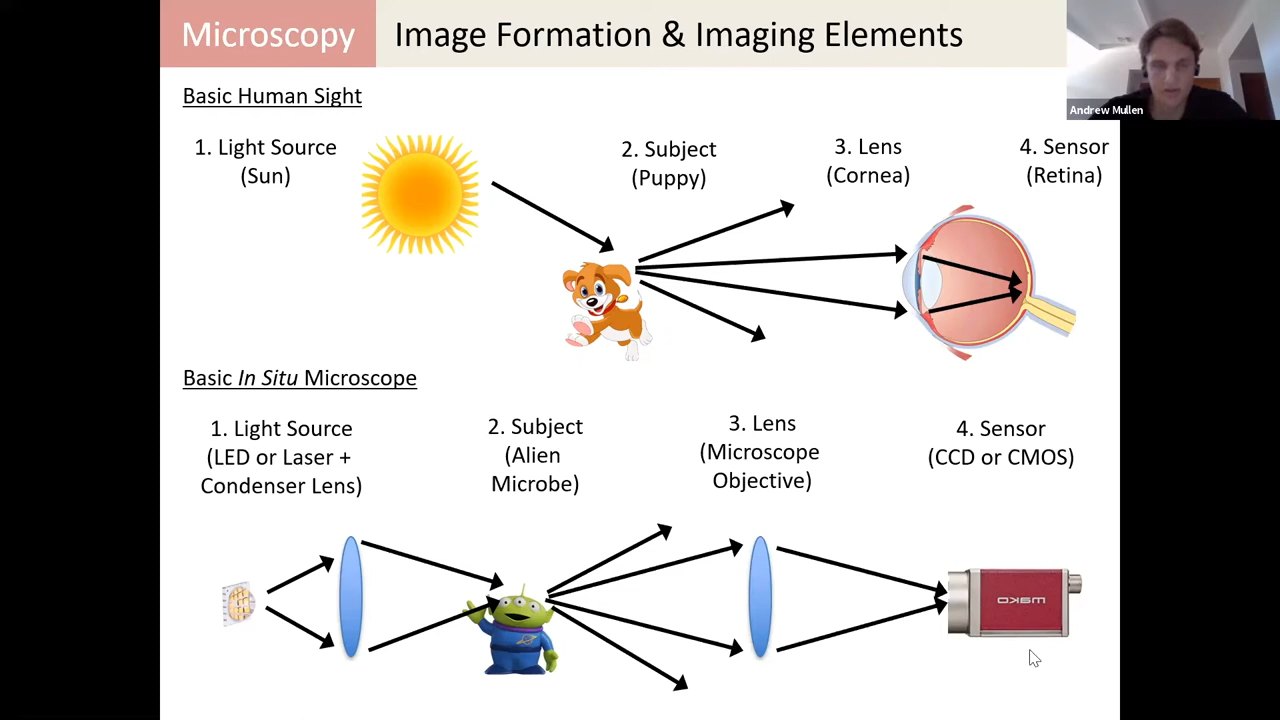 Microscopy
Image Formation & Imaging Elements
Andrew Mullen
Basic Human Sight
1. Light Source
(Sun)
2. Subject
(Puppy)
3. Lens
(Cornea)
4. Sensor
(Retina)
Basic In Situ Microscope
1. Light Source
(LED or Laser +
Condenser Lens)
2. Subject
(Alien
Microbe)
3. Lens
(Microscope
Objective)
4. Sensor
(CCD or CMOS)
mako